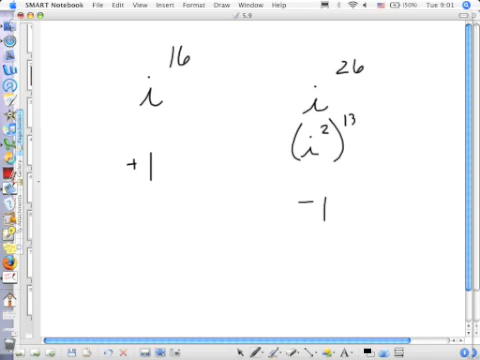 SMART Notebook File Edit View Insert Format Draw Window Help (50%) Tue 9:01
5.9
i^16 i^26
(i^2)^13
+1
-1